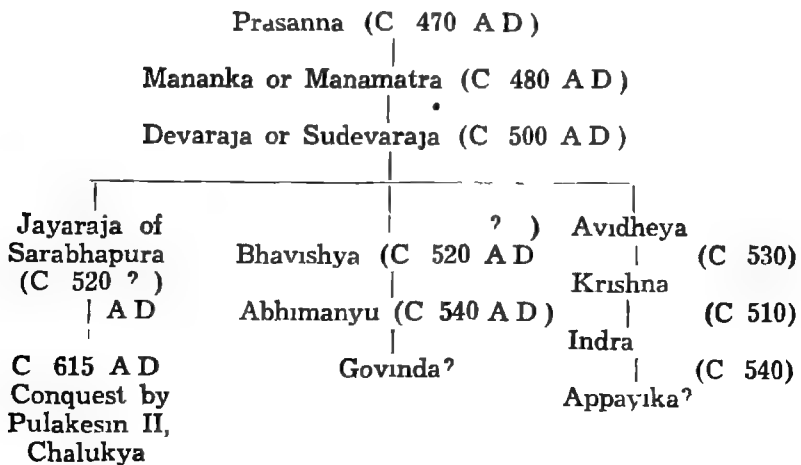 Prasanna (C 470 A D)
Mananka or Manamatra (C 480 A D)
Devaraja or Sudevaraja (C 500 A D)
Jayaraja of
Sarabhapura
(C 520 ?)
A D
C 615 A D
Conquest by
Pulakesin II,
Chalukya
? )
Bhavishya (C 520 A D
Abhimanyu (C 540 A D)
Govinda?
Avidheya
(C 530)
Krishna
(C 510)
Indra
(C 540)
Appayika?